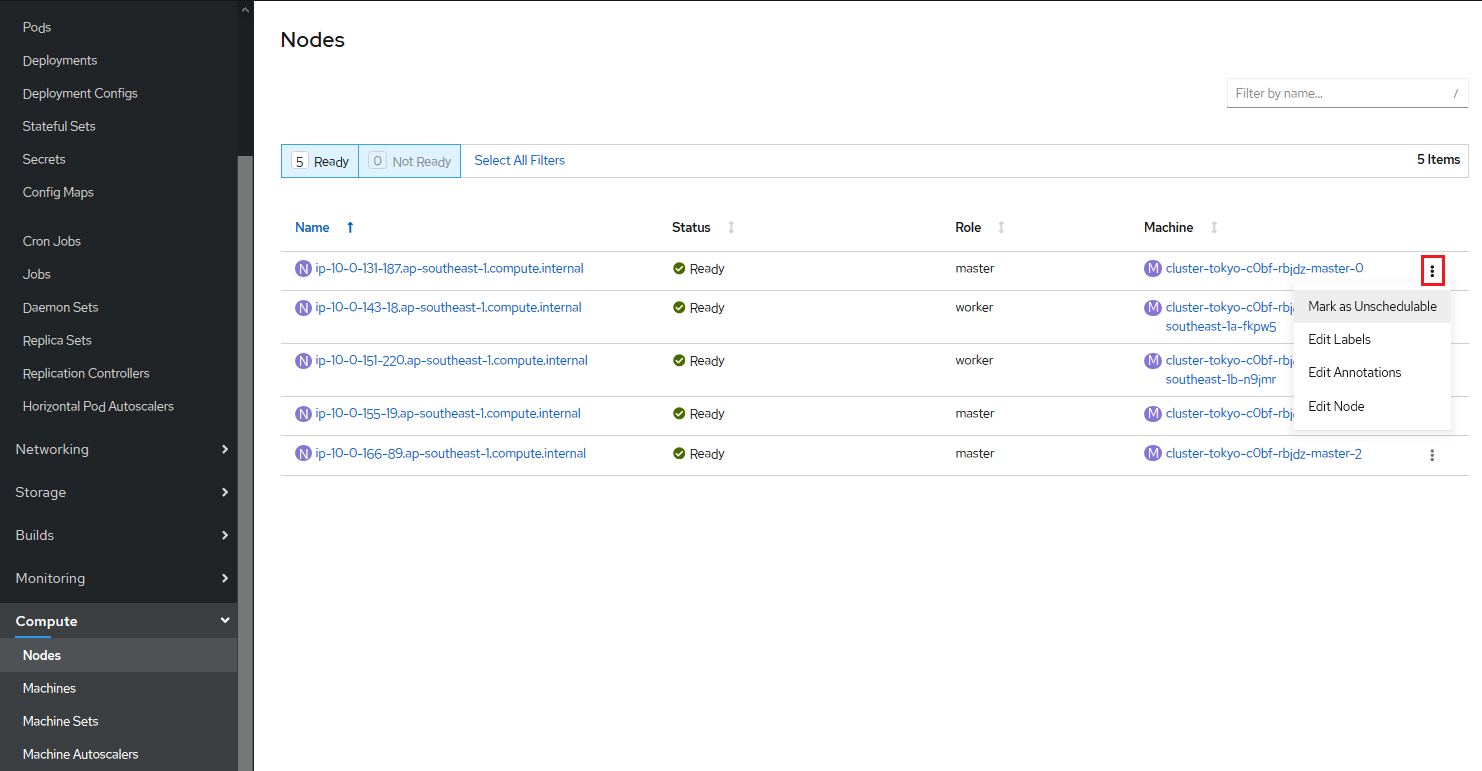 Pods
Deployments
Deployment Configs
Stateful Sets
Secrets
Config Maps
Cron Jobs
Jobs
Daemon Sets
Replica Sets
Replication Controllers
Horizontal Pod Autoscalers
Networking
Storage
Builds
Monitoring
Compute
Nodes
Machines
Machine Sets
Machine Autoscalers
Nodes
Filter by name... /
5 Ready 0 Not Ready Select All Filters 5 Items
Name Status Role Machine
N ip-10-0-131-187.ap-southeast-1.compute.internal Ready master M cluster-tokyo-c0bf-rbjdz-master-0
N ip-10-0-143-18.ap-southeast-1.compute.internal Ready worker M cluster-tokyo-c0bf-rbj
southeast-1a-fkpw5
N ip-10-0-151-220.ap-southeast-1.compute.internal Ready worker M cluster-tokyo-c0bf-rbj
southeast-1b-n9jmr
N ip-10-0-155-19.ap-southeast-1.compute.internal Ready master M cluster-tokyo-c0bf-rbj
N ip-10-0-166-89.ap-southeast-1.compute.internal Ready master M cluster-tokyo-c0bf-rbjdz-master-2
Mark as Unschedulable
Edit Labels
Edit Annotations
Edit Node